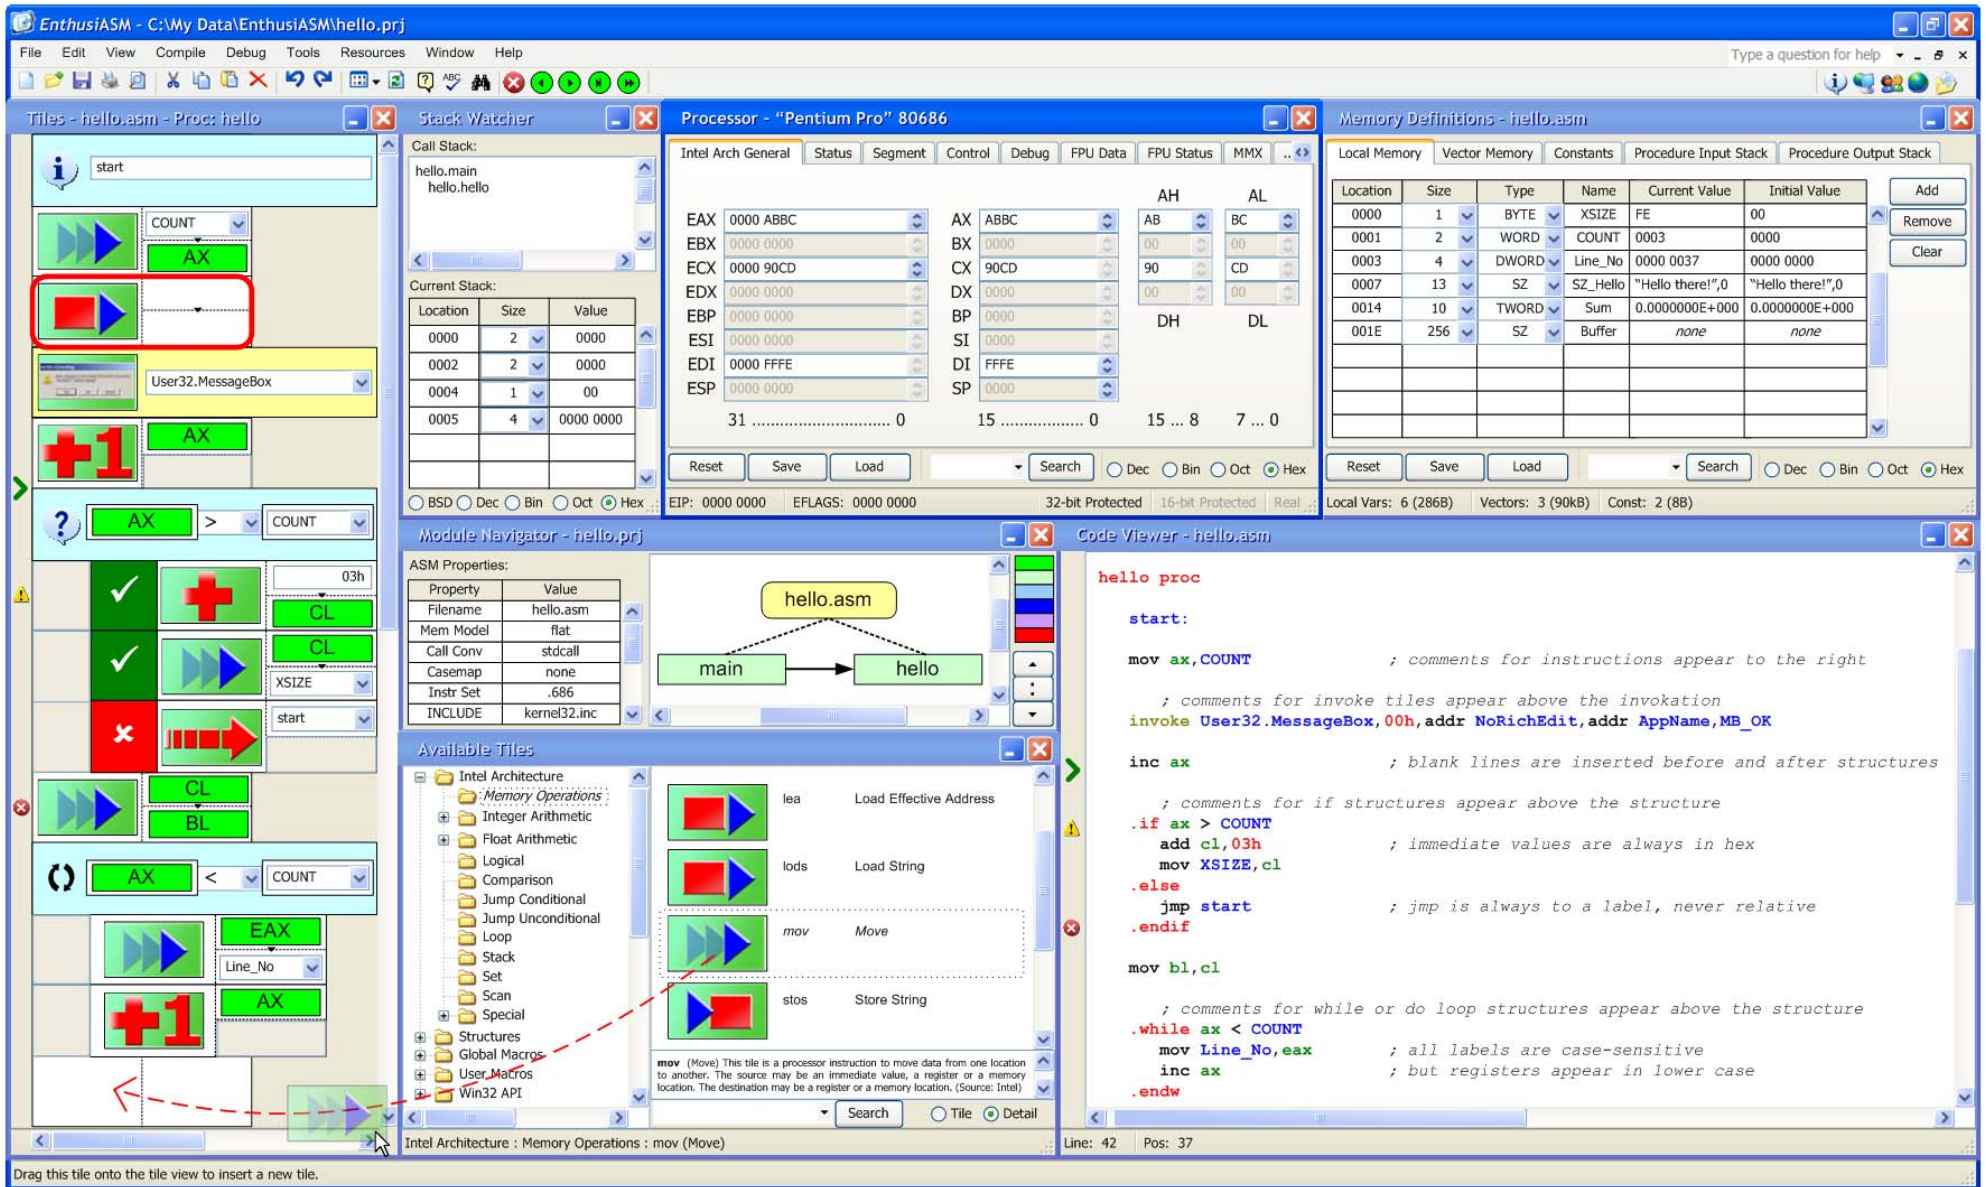 EnthusiASM - C:\My Data\EnthusiASM\hello.prj
File Edit View Compile Debug Tools Resources Window Help
Type a question for help
ABC
Tiles - hello.asm - Proc: hello
start
COUNT
AX
User32.MessageBox
+1
AX
AX > COUNT
03h
CL
CL
XSIZE
start
CL
BL
AX < COUNT
EAX
Line_No
+1
AX
Stack Watcher
Call Stack:
hello.main
hello.hello
Current Stack:
Location Size Value
0000 2 0000
0002 2 0000
0004 1 00
0005 4 0000 0000
BSD Dec Bin Oct Hex
Processor - “Pentium Pro” 80686
Intel Arch General Status Segment Control Debug FPU Data FPU Status MMX ..
AH AL
EAX 0000 ABBC AX ABBC AB BC
EBX 0000 0000 BX 0000 00 00
ECX 0000 90CD CX 90CD 90 CD
EDX 0000 0000 DX 0000 00 00
EBP 0000 0000 BP 0000 DH DL
ESI 0000 0000 SI 0000
EDI 0000 FFFE DI FFFE
ESP 0000 0000 SP 0000
31 .............................. 0 15 .................. 0 15 ... 8 7 ... 0
Reset Save Load Search Dec Bin Oct Hex
EIP: 0000 0000 EFLAGS: 0000 0000 32-bit Protected 16-bit Protected Real
Memory Definitions - hello.asm
Local Memory Vector Memory Constants Procedure Input Stack Procedure Output Stack
Location Size Type Name Current Value Initial Value
0000 1 BYTE XSIZE FE 00
0001 2 WORD COUNT 0003 0000
0003 4 DWORD Line_No 0000 0037 0000 0000
0007 13 SZ SZ_Hello "Hello there!",0 "Hello there!",0
0014 10 TWORD Sum 0.0000000E+000 0.0000000E+000
001E 256 SZ Buffer none none
Add
Remove
Clear
Reset Save Load Search Dec Bin Oct Hex
Local Vars: 6 (286B) Vectors: 3 (90kB) Const: 2 (8B)
Module Navigator - hello.prj
ASM Properties:
Property Value
Filename hello.asm
Mem Model flat
Call Conv stdcall
Casemap none
Instr Set .686
INCLUDE kernel32.inc
hello.asm
main hello
Available Tiles
Intel Architecture
Memory Operations
Integer Arithmetic
Float Arithmetic
Logical
Comparison
Jump Conditional
Jump Unconditional
Loop
Stack
Set
Scan
Special
Structures
Global Macros
User Macros
Win32 API
lea Load Effective Address
lods Load String
mov Move
stos Store String
mov (Move) This tile is a processor instruction to move data from one location
to another. The source may be an immediate value, a register or a memory
location. The destination may be a register or a memory location. (Source: Intel)
Search Tile Detail
Intel Architecture : Memory Operations : mov (Move)
Code Viewer - hello.asm
hello proc
start:
mov ax,COUNT ; comments for instructions appear to the right
; comments for invoke tiles appear above the invokation
invoke User32.MessageBox,00h,addr NoRichEdit,addr AppName,MB_OK
inc ax ; blank lines are inserted before and after structures
; comments for if structures appear above the structure
.if ax > COUNT
add cl,03h ; immediate values are always in hex
mov XSIZE,cl
.else
jmp start ; jmp is always to a label, never relative
.endif
mov bl,cl
; comments for while or do loop structures appear above the structure
.while ax < COUNT
mov Line_No,eax ; all labels are case-sensitive
inc ax ; but registers appear in lower case
.endw
Line: 42 Pos: 37
Drag this tile onto the tile view to insert a new tile.